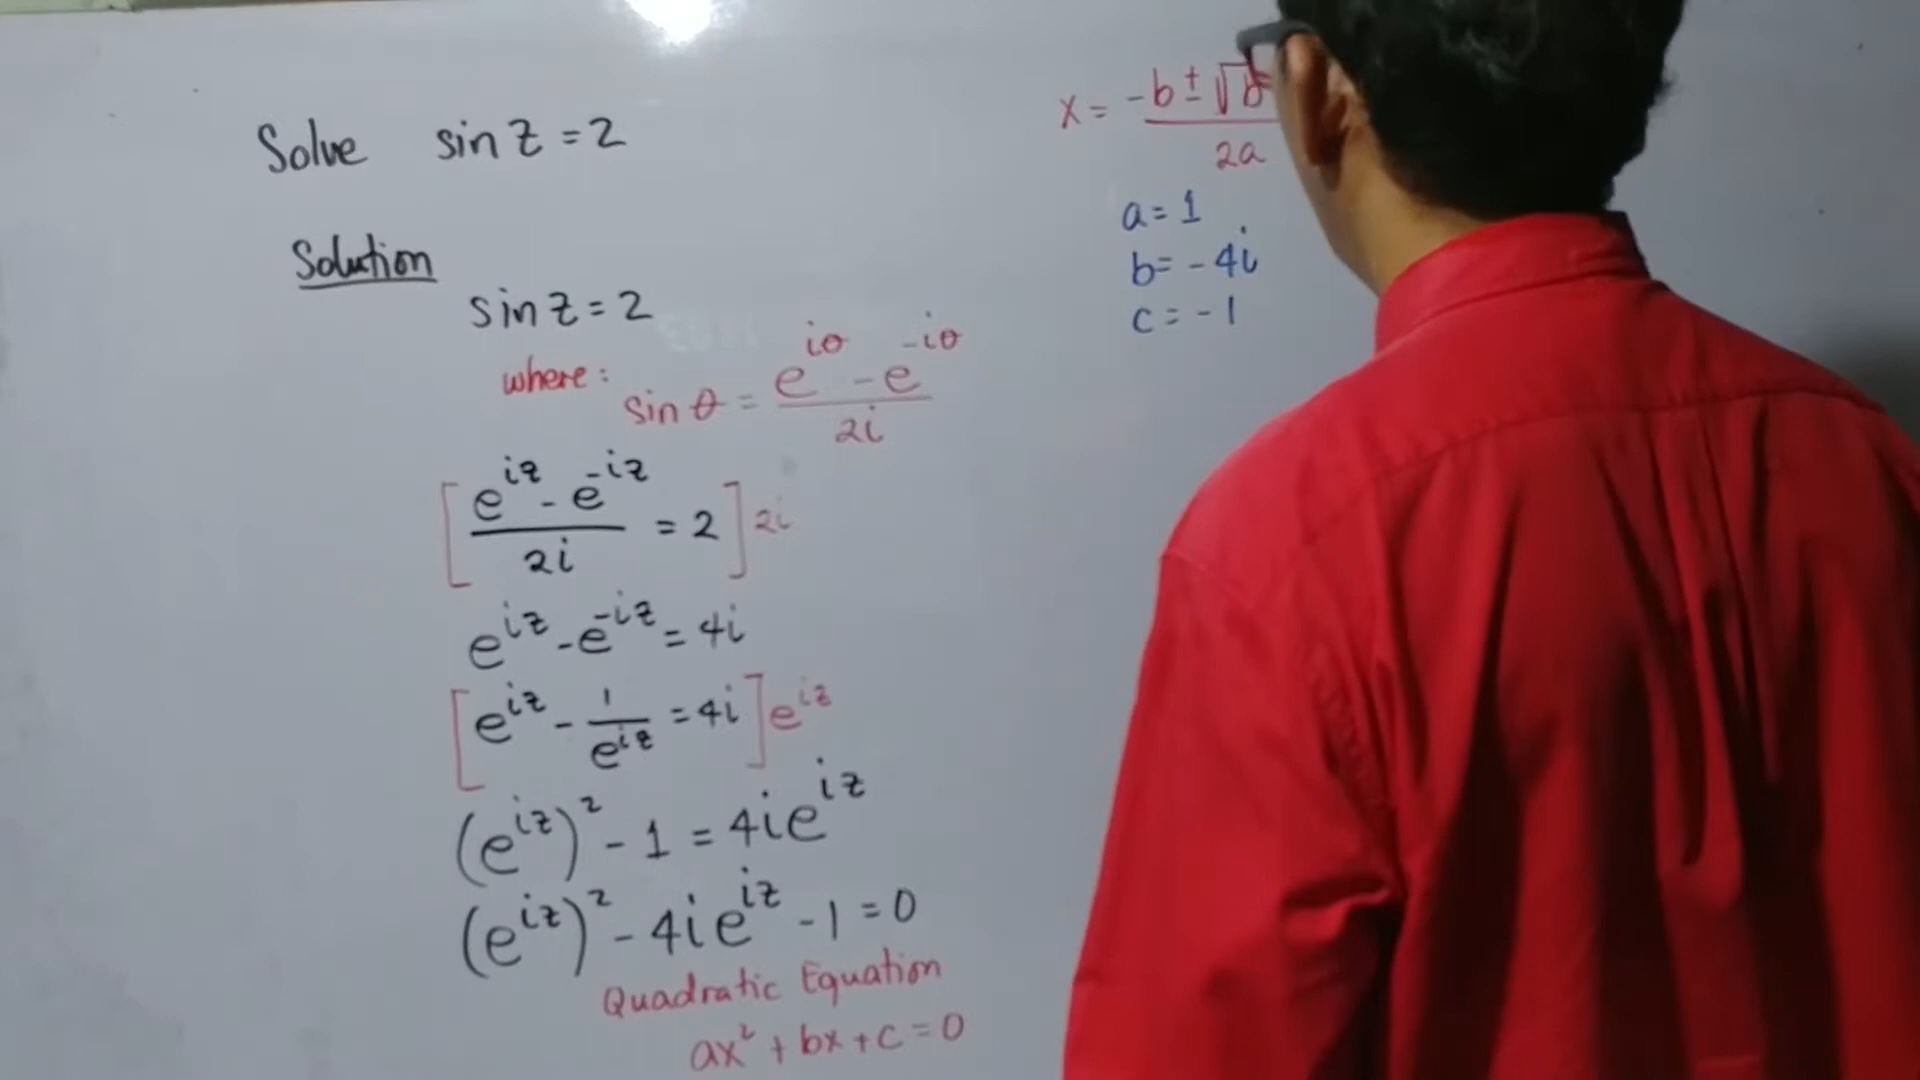 Solve sin z = 2
Solution
sin z = 2
where:
sin θ = (e^{iθ} - e^{-iθ}) / 2i
[ (e^{iz} - e^{-iz}) / 2i = 2 ] 2i
e^{iz} - e^{-iz} = 4i
[ e^{iz} - 1/e^{iz} = 4i ] e^{iz}
(e^{iz})² - 1 = 4ie^{iz}
(e^{iz})² - 4ie^{iz} - 1 = 0
Quadratic Equation
ax² + bx + c = 0
x = (-b ± √b) / 2a
a = 1
b = -4i
c = -1